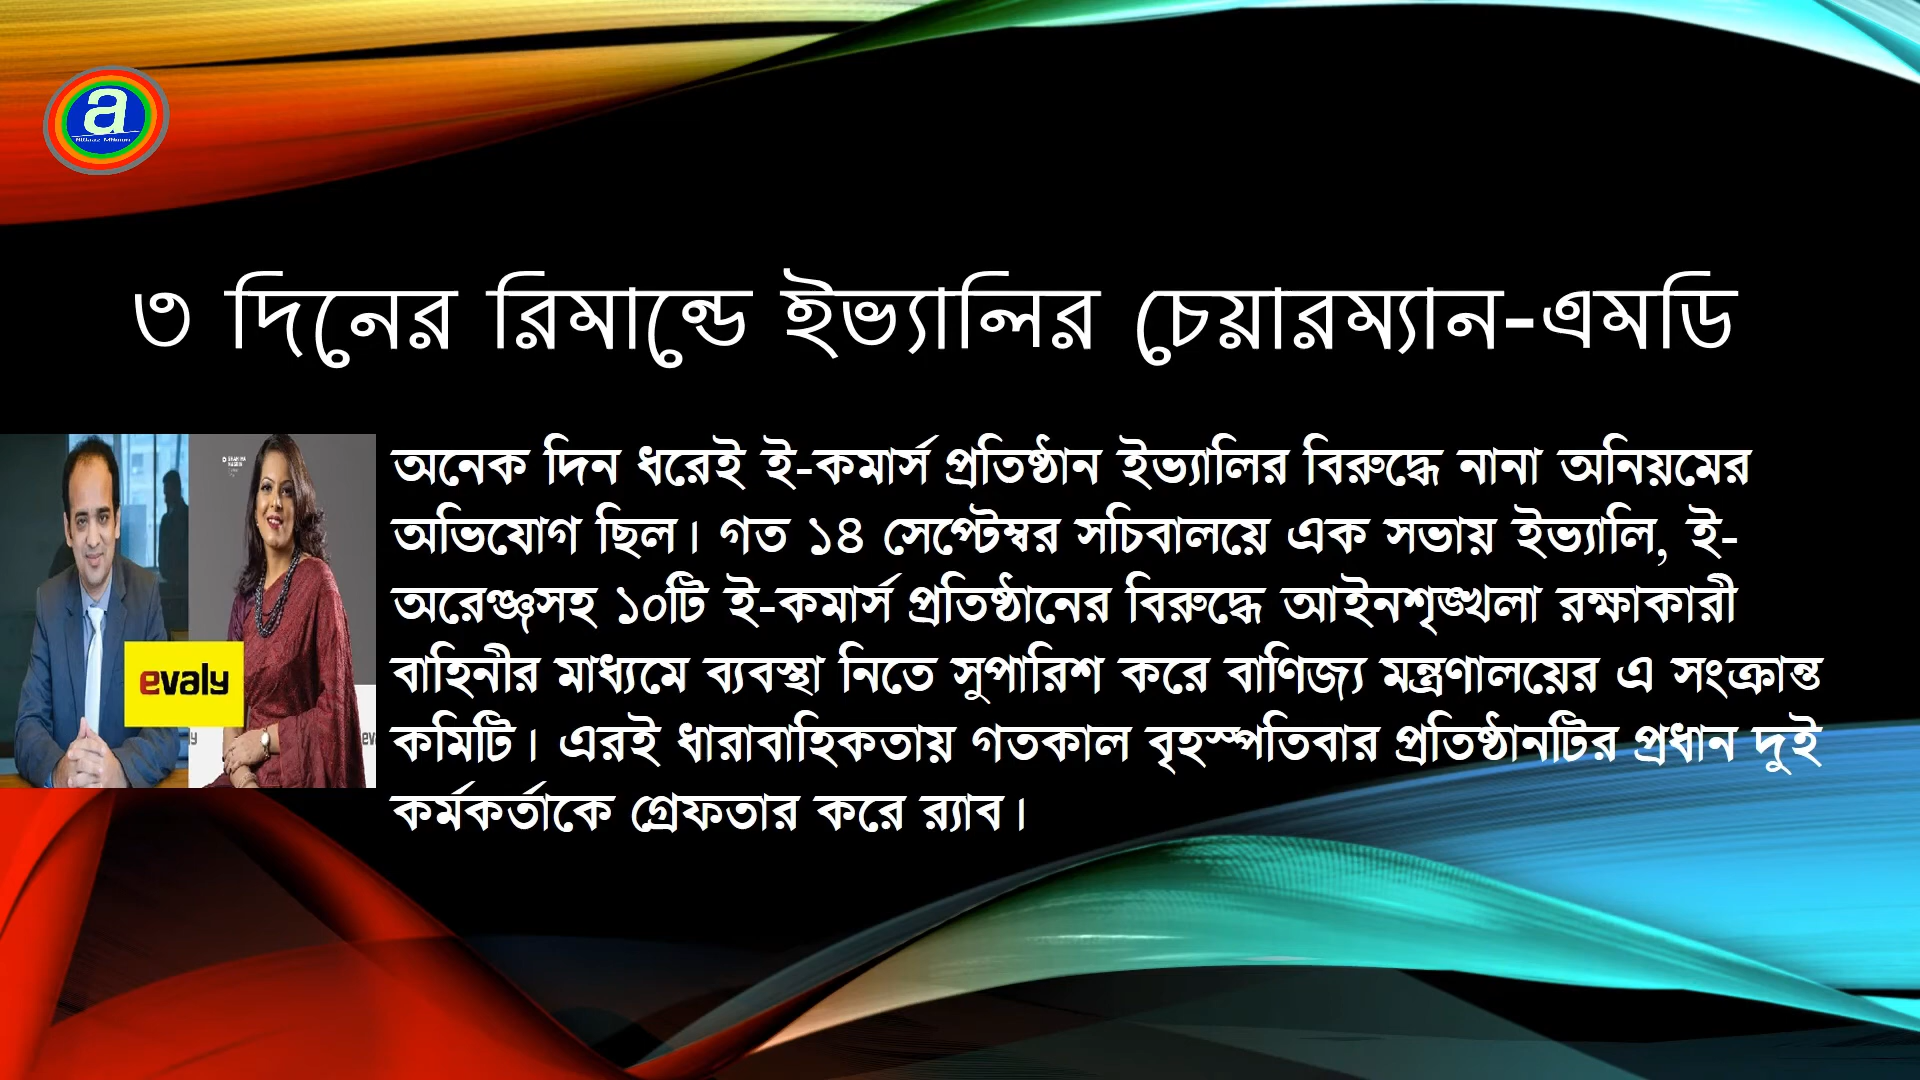 a
৩ দিনের রিমান্ডে ইভ্যালির চেয়ারম্যান-এমডি
অনেক দিন ধরেই ই-কমার্স প্রতিষ্ঠান ইভ্যালির বিরুদ্ধে নানা অনিয়মের
অভিযোগ ছিল। গত ১৪ সেপ্টেম্বর সচিবালয়ে এক সভায় ইভ্যালি, ই-
অরেঞ্জসহ ১০টি ই-কমার্স প্রতিষ্ঠানের বিরুদ্ধে আইনশৃঙ্খলা রক্ষাকারী
বাহিনীর মাধ্যমে ব্যবস্থা নিতে সুপারিশ করে বাণিজ্য মন্ত্রণালয়ের এ সংক্রান্ত
কমিটি। এরই ধারাবাহিকতায় গতকাল বৃহস্পতিবার প্রতিষ্ঠানটির প্রধান দুই
কর্মকর্তাকে গ্রেফতার করে র‍্যাব।
evaly